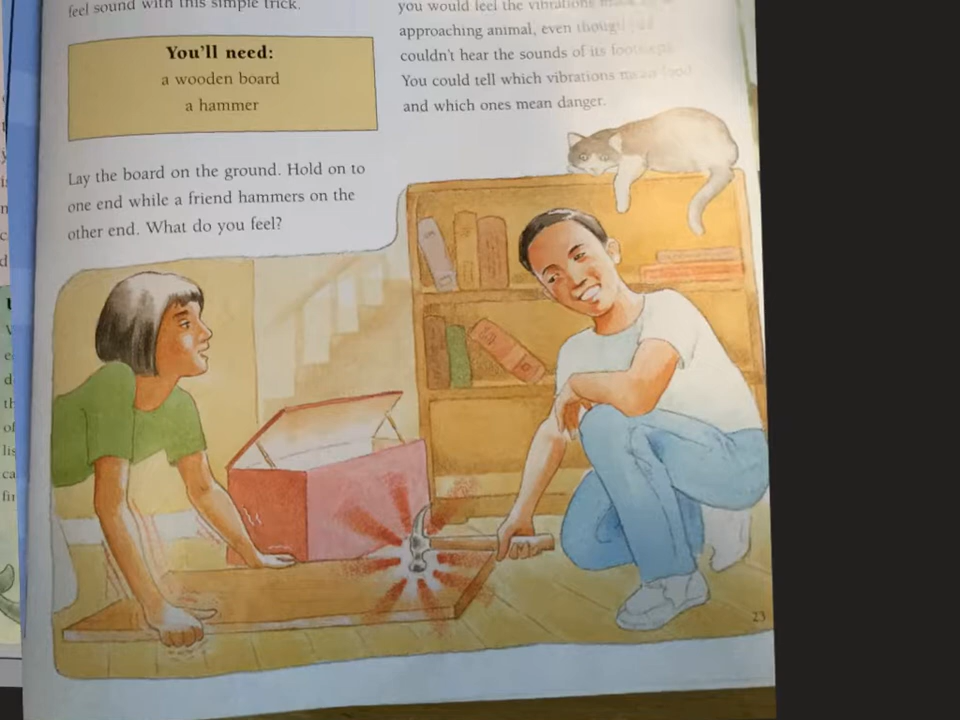 feel sound with this simple trick.
You'll need:
a wooden board
a hammer
Lay the board on the ground. Hold on to
one end while a friend hammers on the
other end. What do you feel?
you would feel the vibrations
approaching animal, even though
couldn't hear the sounds of its footsteps.
You could tell which vibrations mean food
and which ones mean danger.
23